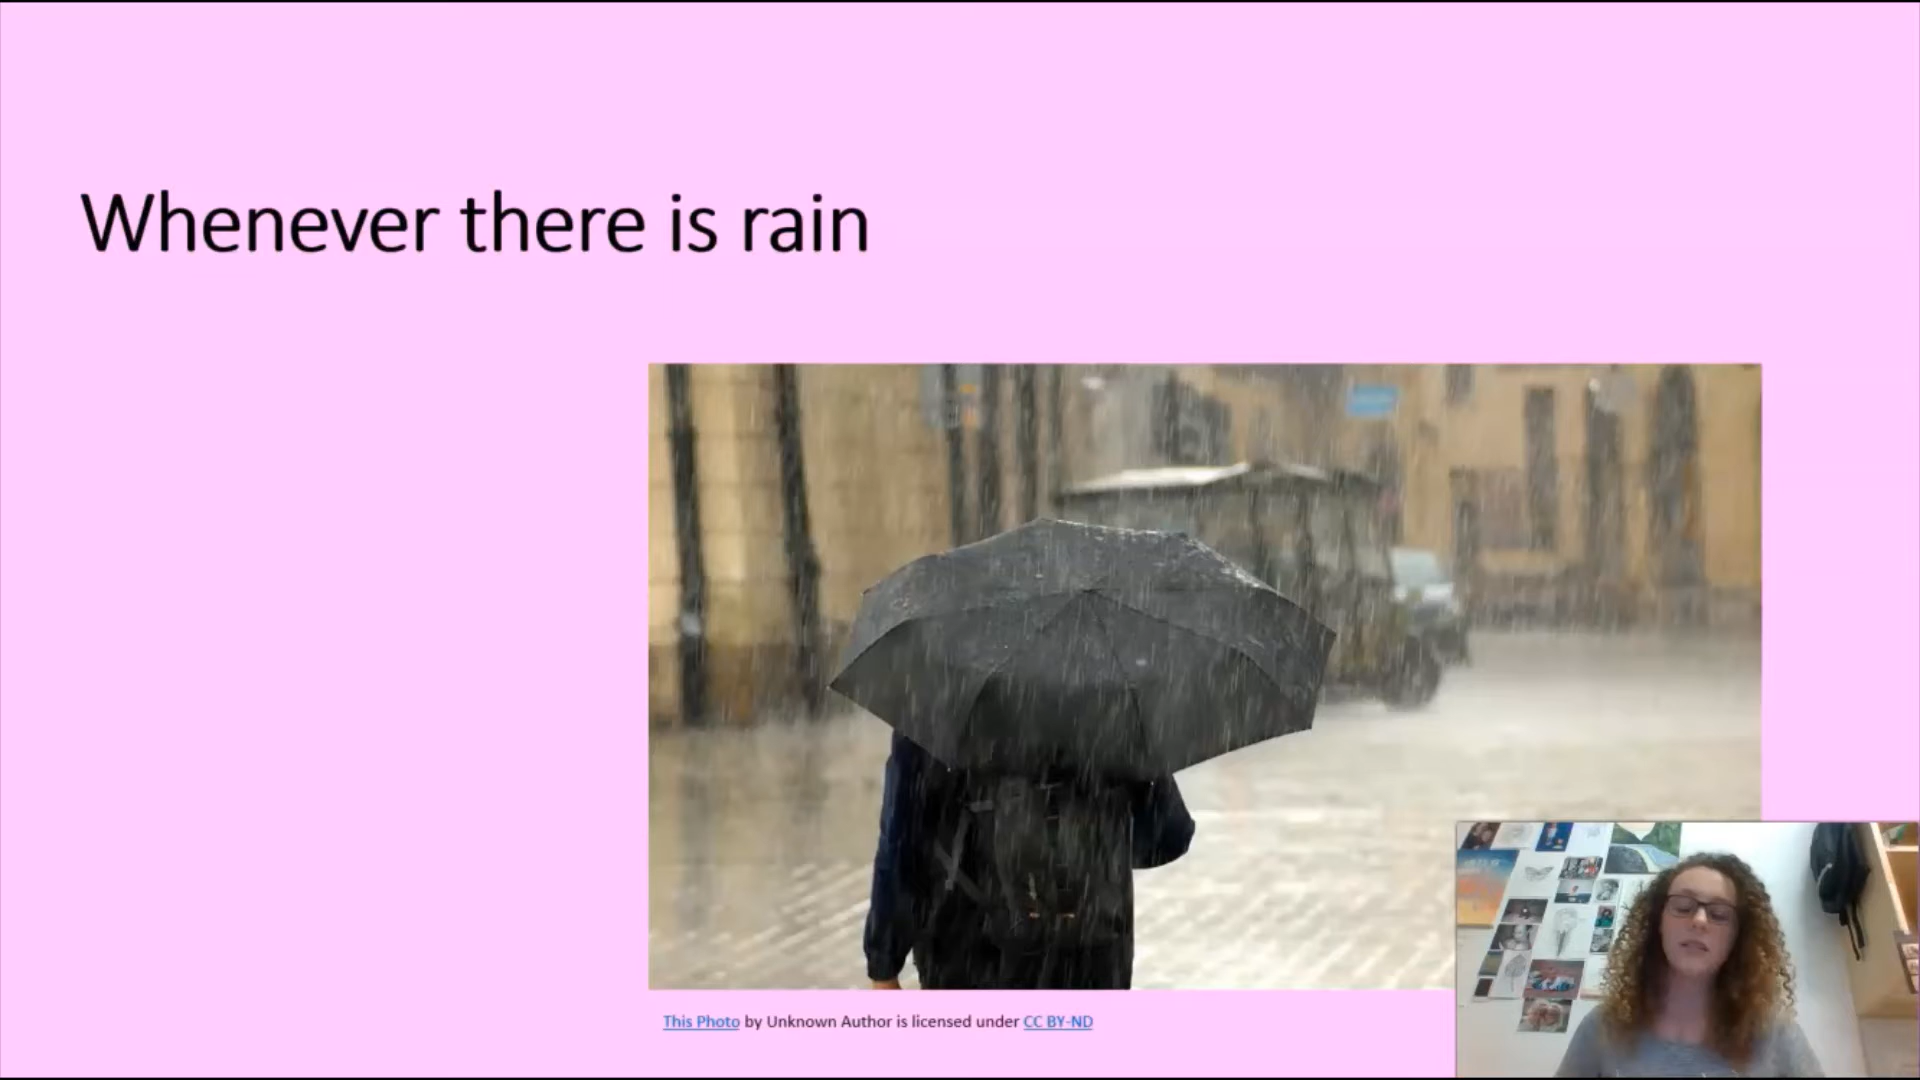 Whenever there is rain
This Photo by Unknown Author is licensed under CC BY-ND